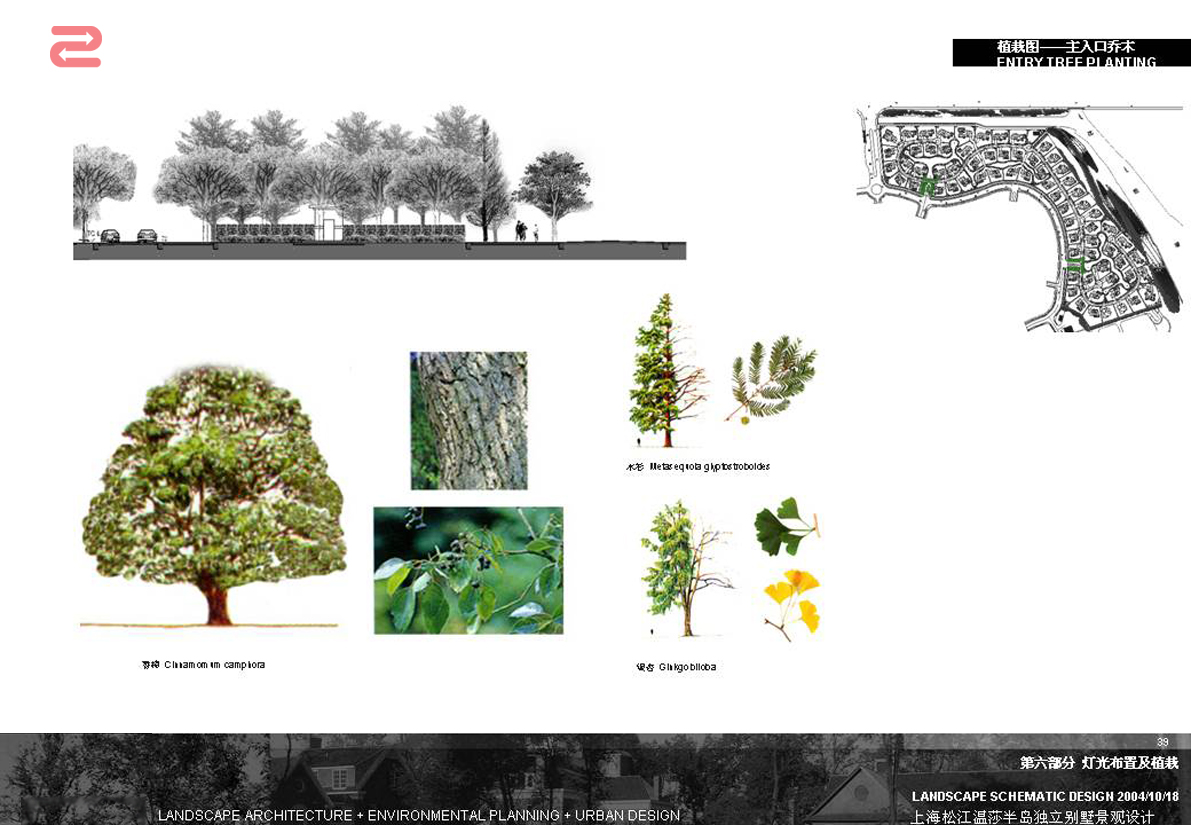 植栽图——主入口乔木
ENTRY TREE PLANTING
水杉 Metasequoia glyptostroboides
香樟 Cinnamomum camphora
银杏 Ginkgo biloba
39
第六部分 灯光布置及植栽
LANDSCAPE SCHEMATIC DESIGN 2004/10/18
LANDSCAPE ARCHITECTURE + ENVIRONMENTAL PLANNING + URBAN DESIGN
上海松江温莎半岛独立别墅景观设计